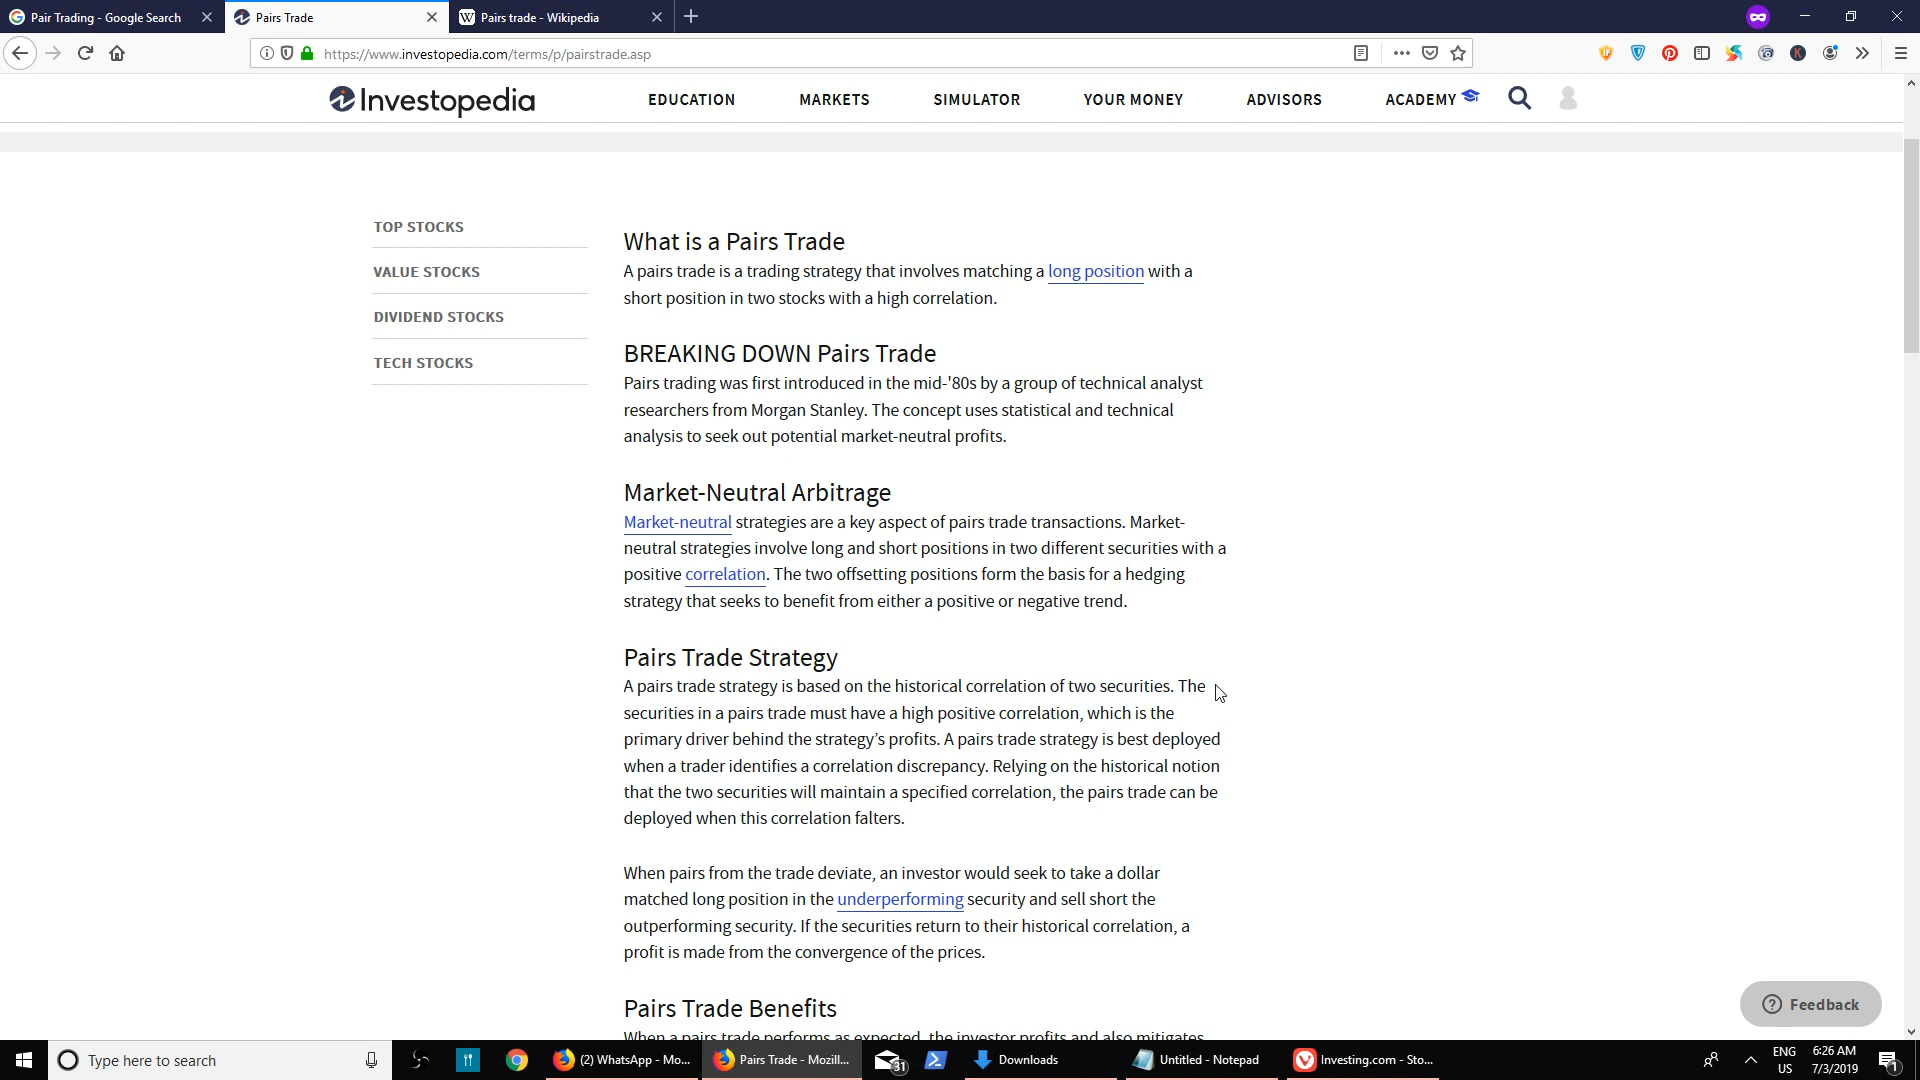 Pair Trading - Google Search
Pairs Trade
Pairs trade - Wikipedia
https://www.investopedia.com/terms/p/pairstrade.asp
Investopedia
EDUCATION
MARKETS
SIMULATOR
YOUR MONEY
ADVISORS
ACADEMY
TOP STOCKS
VALUE STOCKS
DIVIDEND STOCKS
TECH STOCKS
What is a Pairs Trade
A pairs trade is a trading strategy that involves matching a long position with a
short position in two stocks with a high correlation.
BREAKING DOWN Pairs Trade
Pairs trading was first introduced in the mid-'80s by a group of technical analyst
researchers from Morgan Stanley. The concept uses statistical and technical
analysis to seek out potential market-neutral profits.
Market-Neutral Arbitrage
Market-neutral strategies are a key aspect of pairs trade transactions. Market-
neutral strategies involve long and short positions in two different securities with a
positive correlation. The two offsetting positions form the basis for a hedging
strategy that seeks to benefit from either a positive or negative trend.
Pairs Trade Strategy
A pairs trade strategy is based on the historical correlation of two securities. The
securities in a pairs trade must have a high positive correlation, which is the
primary driver behind the strategy’s profits. A pairs trade strategy is best deployed
when a trader identifies a correlation discrepancy. Relying on the historical notion
that the two securities will maintain a specified correlation, the pairs trade can be
deployed when this correlation falters.
When pairs from the trade deviate, an investor would seek to take a dollar
matched long position in the underperforming security and sell short the
outperforming security. If the securities return to their historical correlation, a
profit is made from the convergence of the prices.
Pairs Trade Benefits
When a pairs trade performs as expected, the investor profits and also mitigates
Feedback
Type here to search
(2) WhatsApp - Mo...
Pairs Trade - Mozill...
31
Downloads
Untitled - Notepad
Investing.com - Sto...
ENG
US
6:26 AM
7/3/2019
1